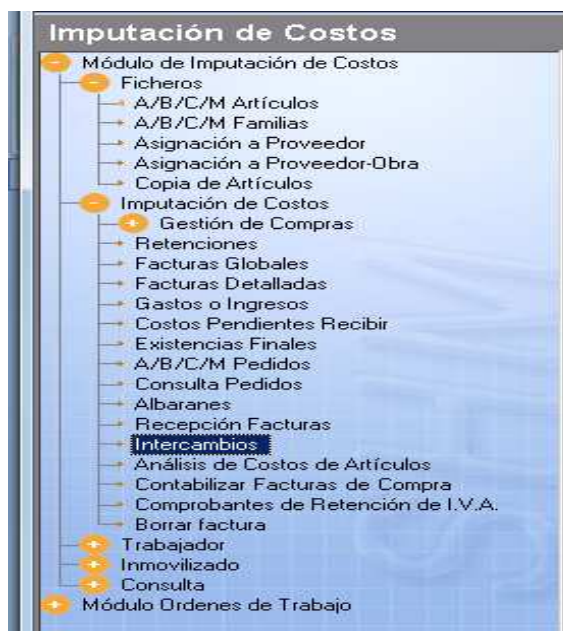 Imputación de Costos
Módulo de Imputación de Costos
Ficheros
A/B/C/M Artículos
A/B/C/M Familias
Asignación a Proveedor
Asignación a Proveedor-Obra
Copia de Artículos
Imputación de Costos
Gestión de Compras
Retenciones
Facturas Globales
Facturas Detalladas
Gastos o Ingresos
Costos Pendientes Recibir
Existencias Finales
A/B/C/M Pedidos
Consulta Pedidos
Albaranes
Recepción Facturas
Intercambios
Análisis de Costos de Artículos
Contabilizar Facturas de Compra
Comprobantes de Retención de I.V.A.
Borrar factura
Trabajador
Inmovilizado
Consulta
Módulo Ordenes de Trabajo